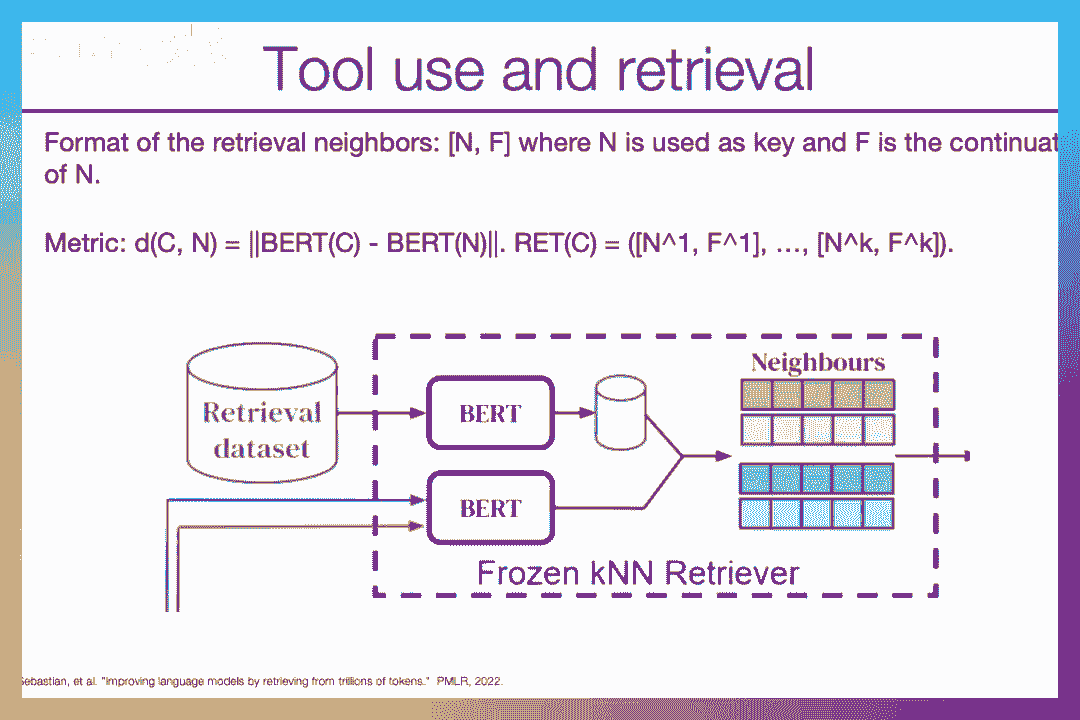 Tool use and retrieval
Format of the retrieval neighbors: [N, F] where N is used as key and F is the
of N.
Metric: d(C, N) = ||BERT(C) - BERT(N)||. RET(C) = ([N^1, F^1], …, [N^k, F^k]).
Neighbours
Retrieval
dataset
BERT
BERT
Frozen kNN Retriever
et al. "Improving language models by retrieving from trillions of tokens." PMLR, 2022.